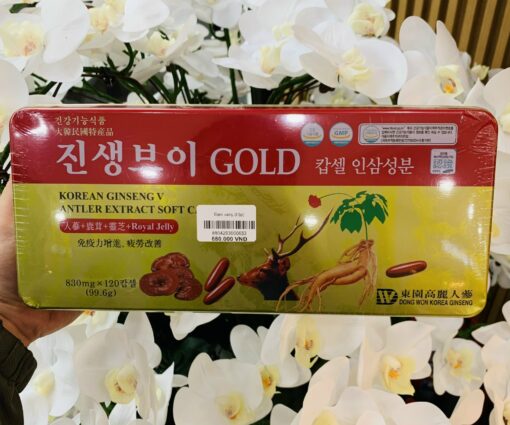 건강기능식품
大韓民國特産品
진생브이 GOLD 캅셀 인삼성분
GMP
KOREAN GINSENG V
ANTLER EXTRACT SOFT C
人蔘+鹿茸+靈芝+Royal Jelly
免疫力增進、疲勞改善
680.000 VND
830mg×120캅셀
(99.6g)
東園高麗人蔘
DONG WON KOREA GINSENG